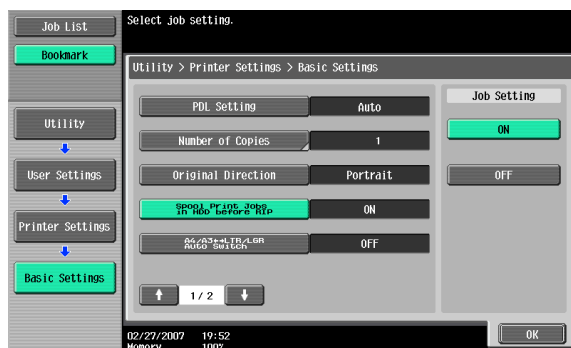 Job List
Select job setting.
Bookmark
Utility > Printer Settings > Basic Settings
PDL Setting
Auto
Job Setting
Number of Copies
1
ON
Utility
Original Direction
Portrait
OFF
User Settings
Spool Print Jobs
in HDD before RIP
ON
Printer Settings
A4/A3↔LTR/LGR
Auto Switch
OFF
Basic Settings
1/ 2
02/27/2007 19:52
Memory 100%
OK